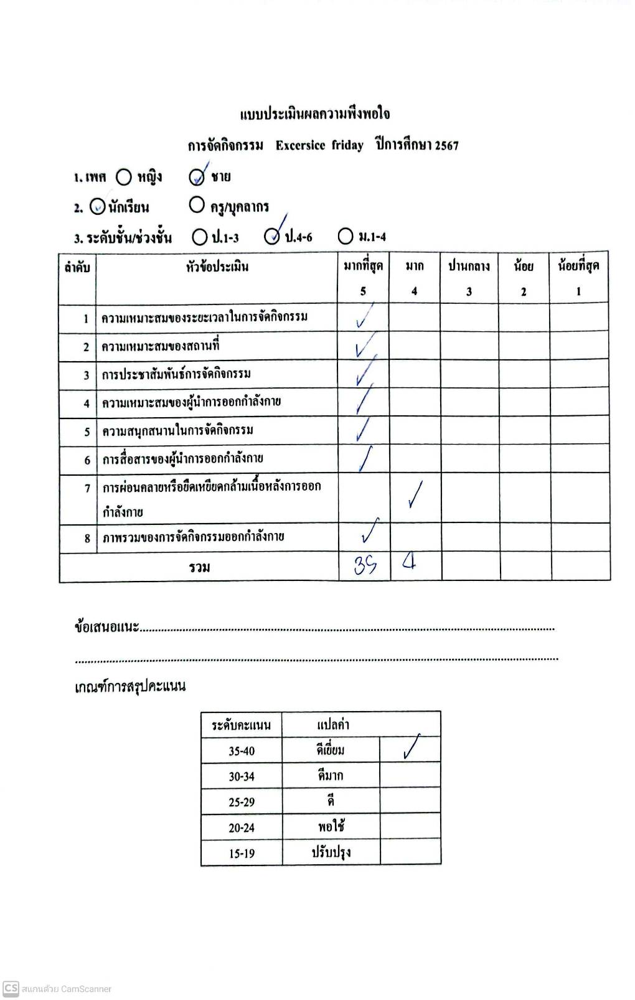 แบบประเมินผลความพึงพอใจ
การจัดกิจกรรม Excersice friday ปีการศึกษา 2567
1. เพศ ◯ หญิง ◯✓ ชาย
2. ◯✓ นักเรียน ◯ ครู/บุคลากร
3. ระดับชั้น/ช่วงชั้น ◯ ป.1-3 ◯✓ ป.4-6 ◯ ม.1-4
ลำดับ หัวข้อประเมิน มากที่สุด มาก ปานกลาง น้อย น้อยที่สุด
5 4 3 2 1
1 ความเหมาะสมของระยะเวลาในการจัดกิจกรรม ✓
2 ความเหมาะสมของสถานที่ ✓
3 การประชาสัมพันธ์การจัดกิจกรรม ✓
4 ความเหมาะสมของผู้นำการออกกำลังกาย ✓
5 ความสนุกสนานในการจัดกิจกรรม ✓
6 การสื่อสารของผู้นำการออกกำลังกาย ✓
7 การผ่อนคลายหรือยืดเหยียดกล้ามเนื้อหลังการออก ✓
กำลังกาย
8 ภาพรวมของการจัดกิจกรรมออกกำลังกาย ✓
รวม 35 4
ข้อเสนอแนะ
เกณฑ์การสรุปคะแนน
ระดับคะแนน แปลค่า
35-40 ดีเยี่ยม ✓
30-34 ดีมาก
25-29 ดี
20-24 พอใช้
15-19 ปรับปรุง
CS สแกนด้วย CamScanner